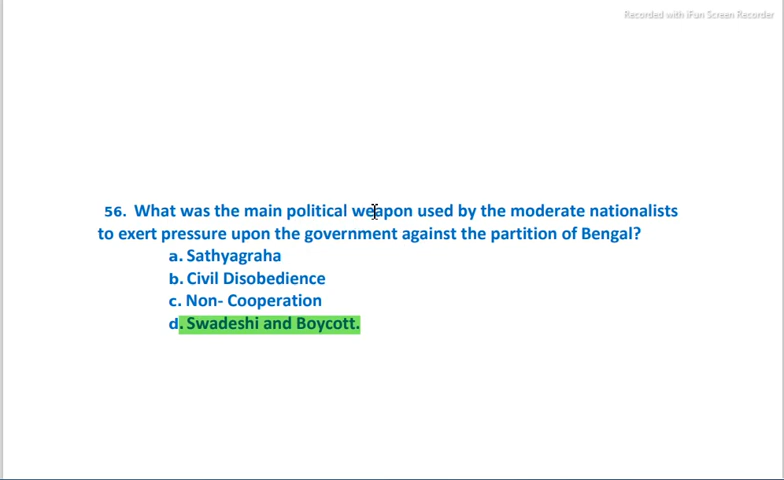 Recorded with iFun Screen Recorder
56. What was the main political weapon used by the moderate nationalists
to exert pressure upon the government against the partition of Bengal?
a. Sathyagraha
b. Civil Disobedience
c. Non- Cooperation
d. Swadeshi and Boycott.